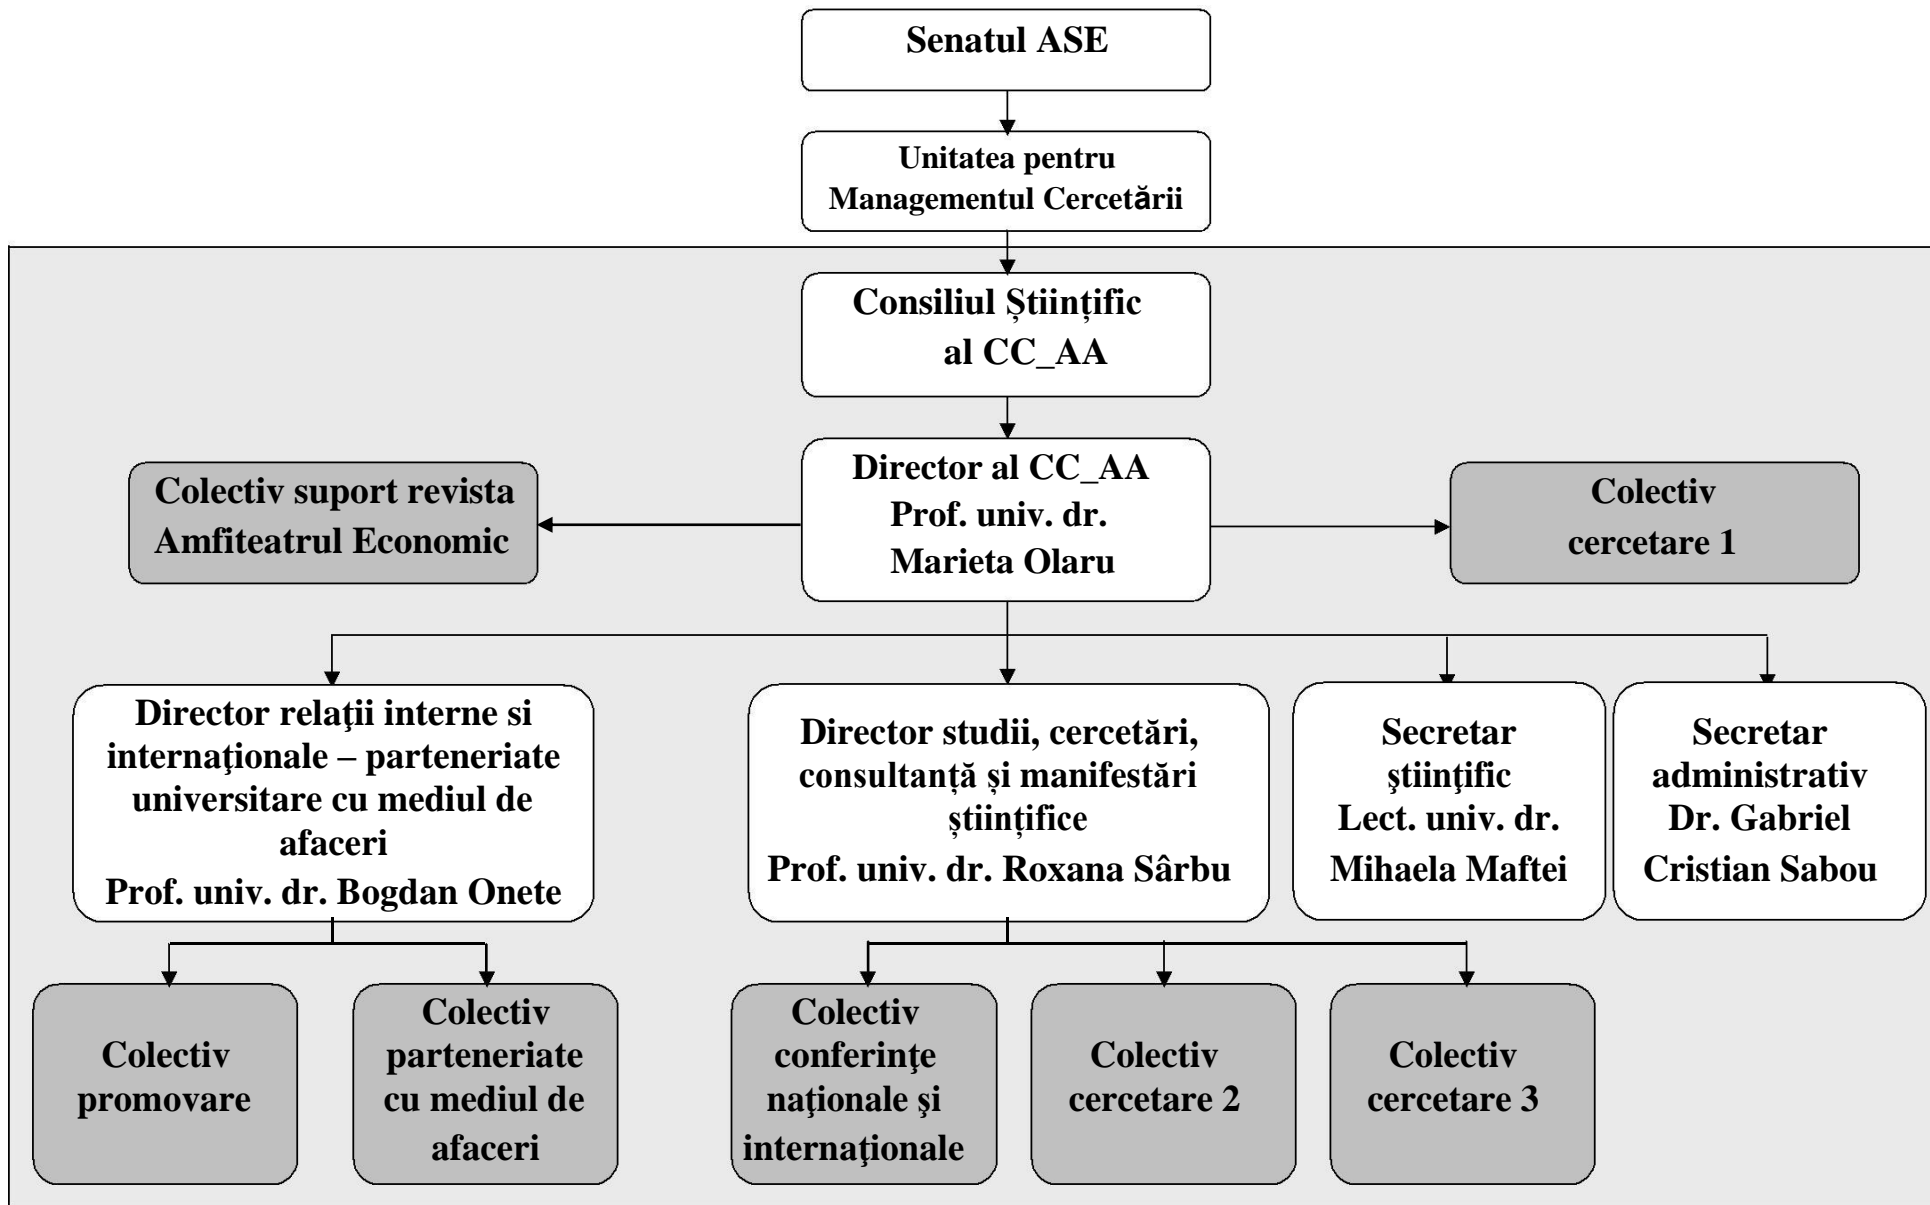 Senatul ASE
Unitatea pentru
Managementul Cercetării
Consiliul Științific
al CC_AA
Colectiv suport revista
Amfiteatrul Economic
Director al CC_AA
Prof. univ. dr.
Marieta Olaru
Colectiv
cercetare 1
Director relaţii interne si
internaţionale – parteneriate
universitare cu mediul de
afaceri
Prof. univ. dr. Bogdan Onete
Director studii, cercetări,
consultanță și manifestări
științifice
Prof. univ. dr. Roxana Sârbu
Secretar
ştiinţific
Lect. univ. dr.
Mihaela Maftei
Secretar
administrativ
Dr. Gabriel
Cristian Sabou
Colectiv
promovare
Colectiv
parteneriate
cu mediul de
afaceri
Colectiv
conferinţe
naţionale şi
internaţionale
Colectiv
cercetare 2
Colectiv
cercetare 3